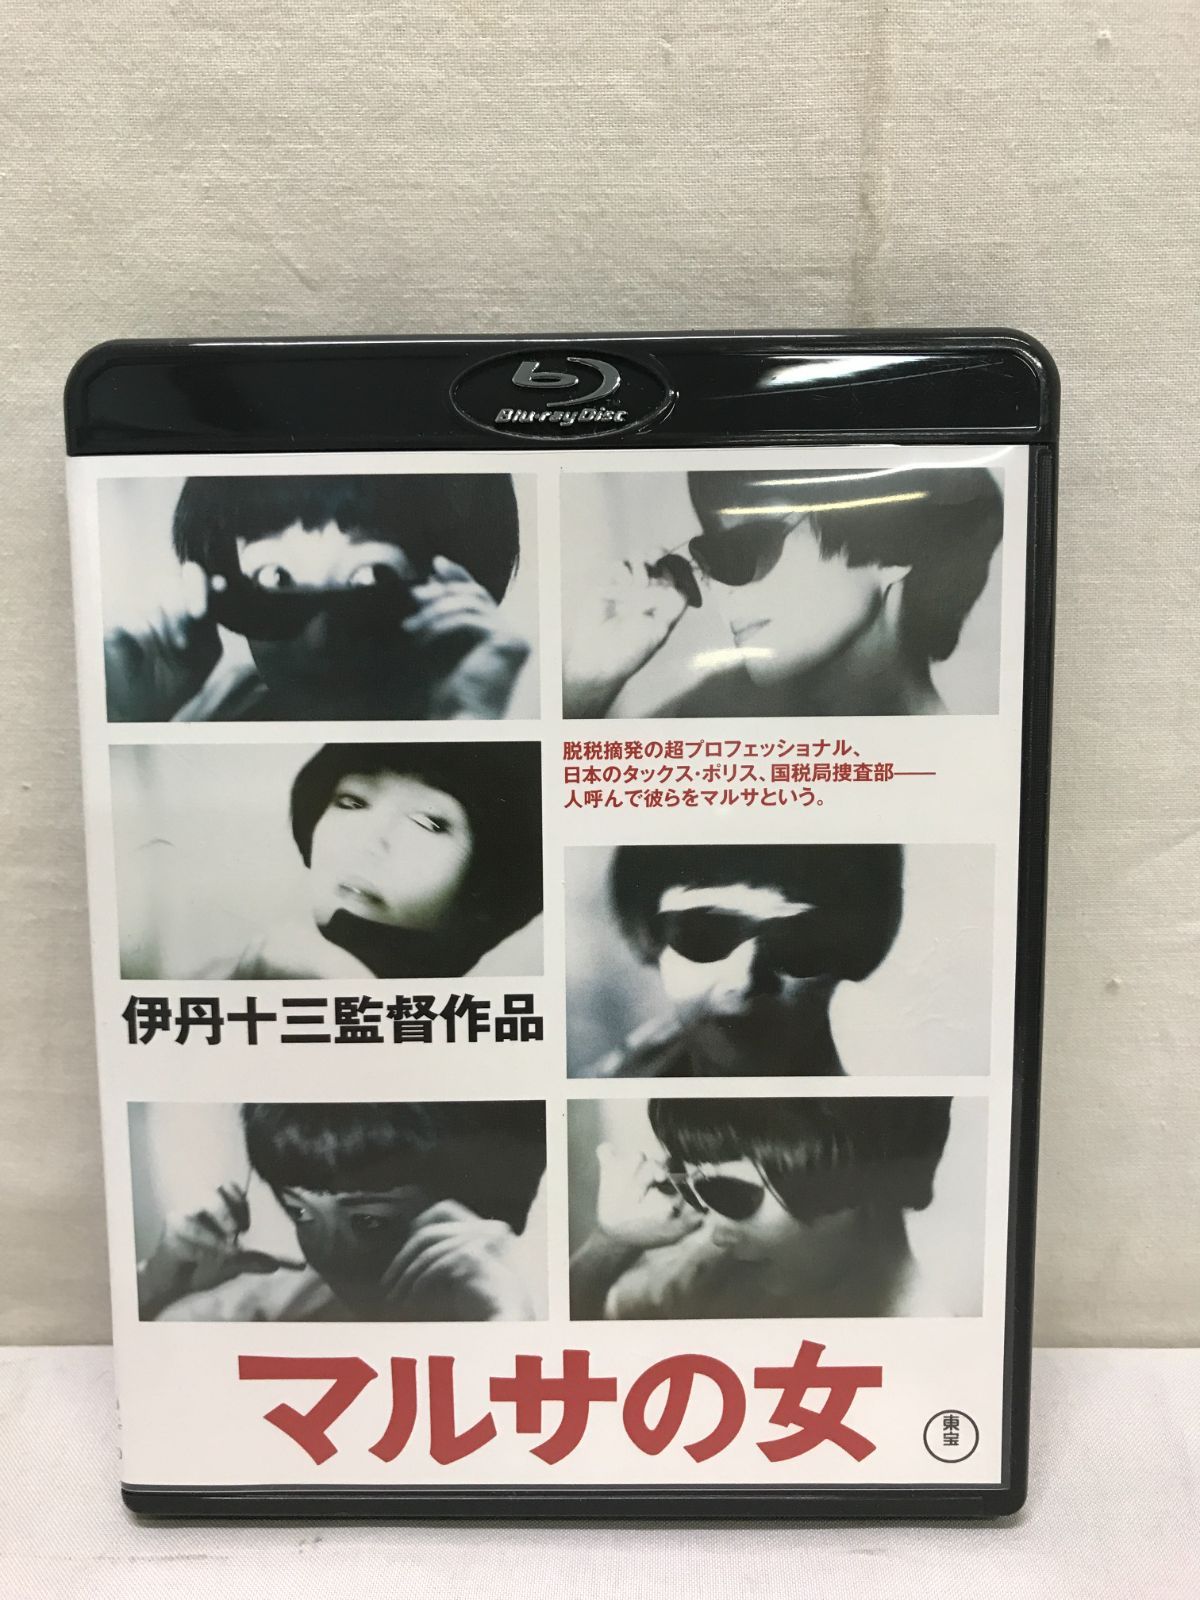 Blu-ray Disc
脱税摘発の超プロフェッショナル、
日本のタックス・ポリス、国税局捜査部——
人呼んで彼らをマルサという。
伊丹十三監督作品
マルサの女
東宝